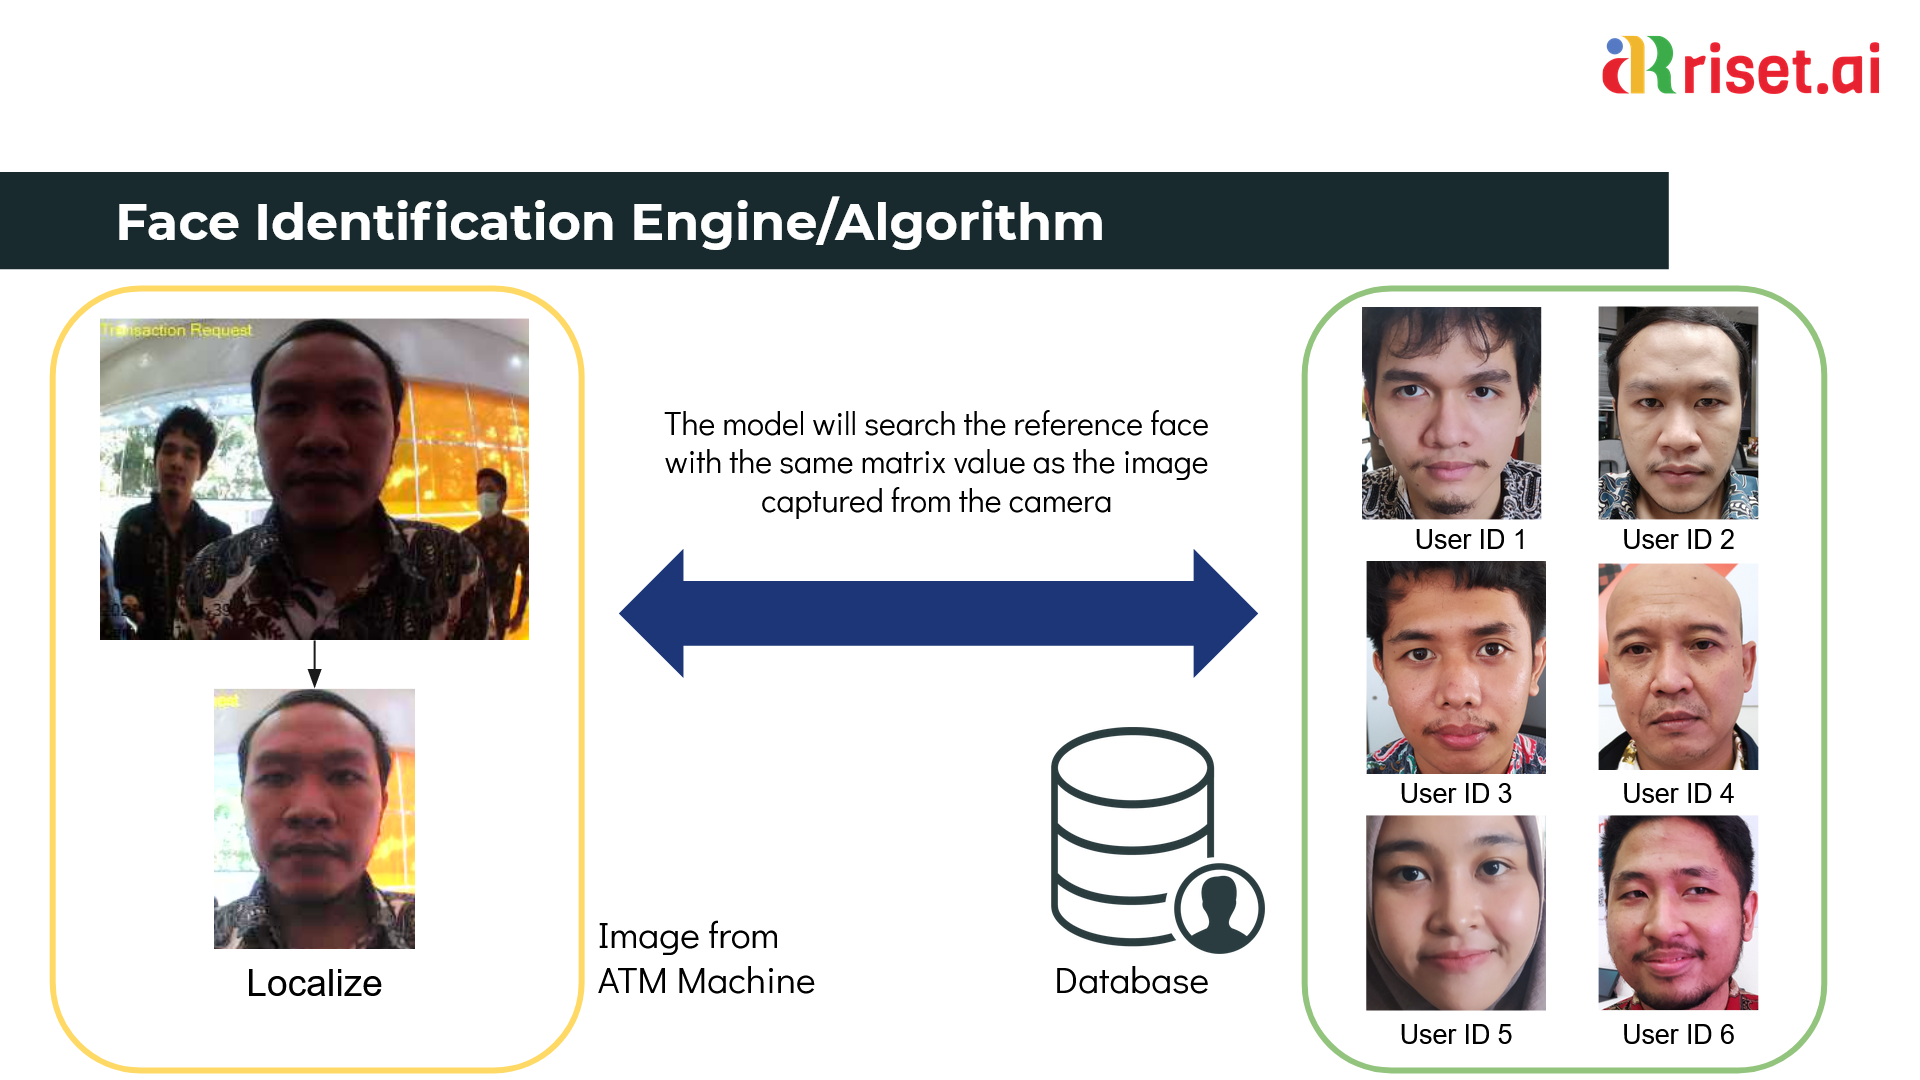 riset.ai
Face Identification Engine/Algorithm
Transaction Request
The model will search the reference face
with the same matrix value as the image
captured from the camera
Localize
Image from
ATM Machine
Database
User ID 1
User ID 2
User ID 3
User ID 4
User ID 5
User ID 6